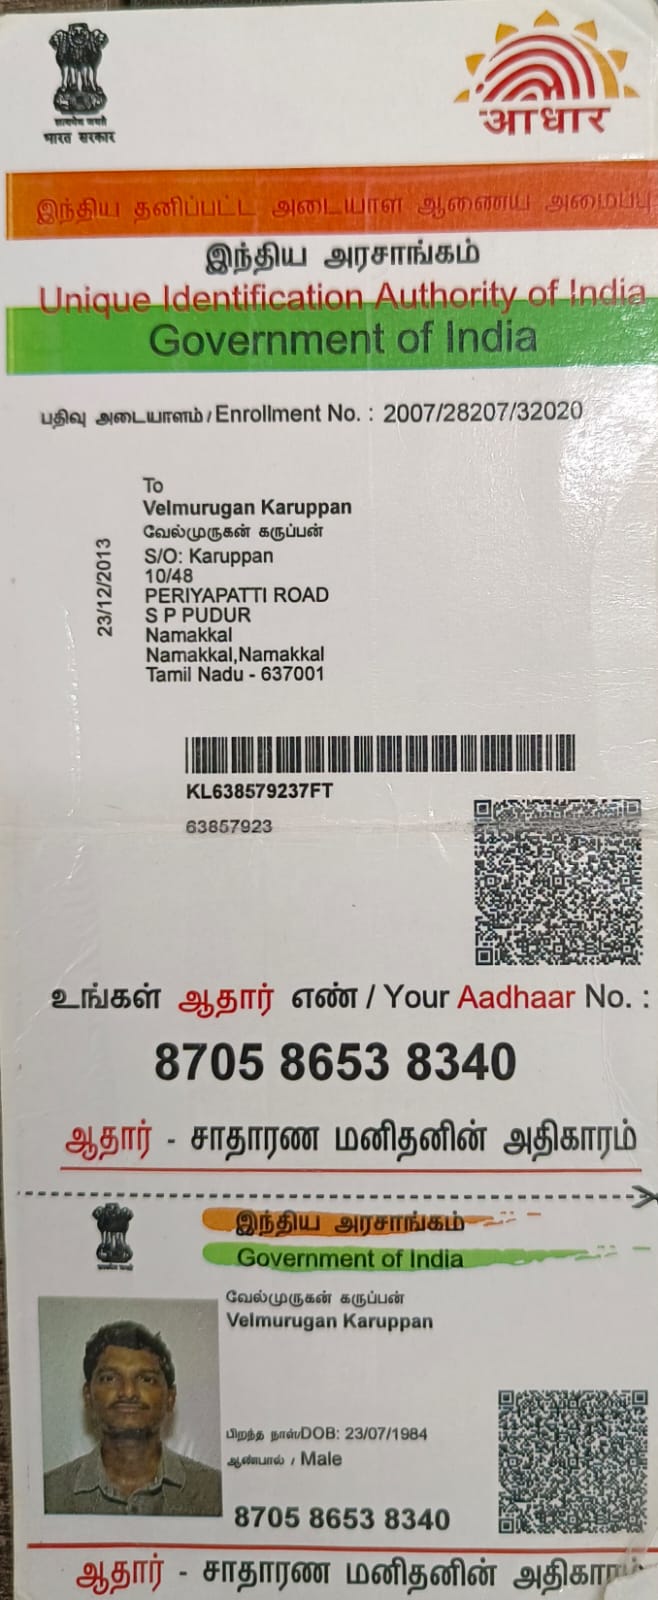 भारत सरकार
आधार
இந்திய தனிப்பட்ட அடையாள ஆணைய அமைப்பு
இந்திய அரசாங்கம்
Unique Identification Authority of India
Government of India
பதிவு அடையாளம் / Enrollment No. : 2007/28207/32020
23/12/2013
To
Velmurugan Karuppan
வேல்முருகன் கருப்பன்
S/O: Karuppan
10/48
PERIYAPATTI ROAD
S P PUDUR
Namakkal
Namakkal,Namakkal
Tamil Nadu - 637001
KL638579237FT
63857923
உங்கள் ஆதார் எண் / Your Aadhaar No. :
8705 8653 8340
ஆதார் - சாதாரண மனிதனின் அதிகாரம்
இந்திய அரசாங்கம்
Government of India
வேல்முருகன் கருப்பன்
Velmurugan Karuppan
பிறந்த நாள்/DOB: 23/07/1984
ஆண்பால் / Male
8705 8653 8340
ஆதார் - சாதாரண மனிதனின் அதிகாரம்